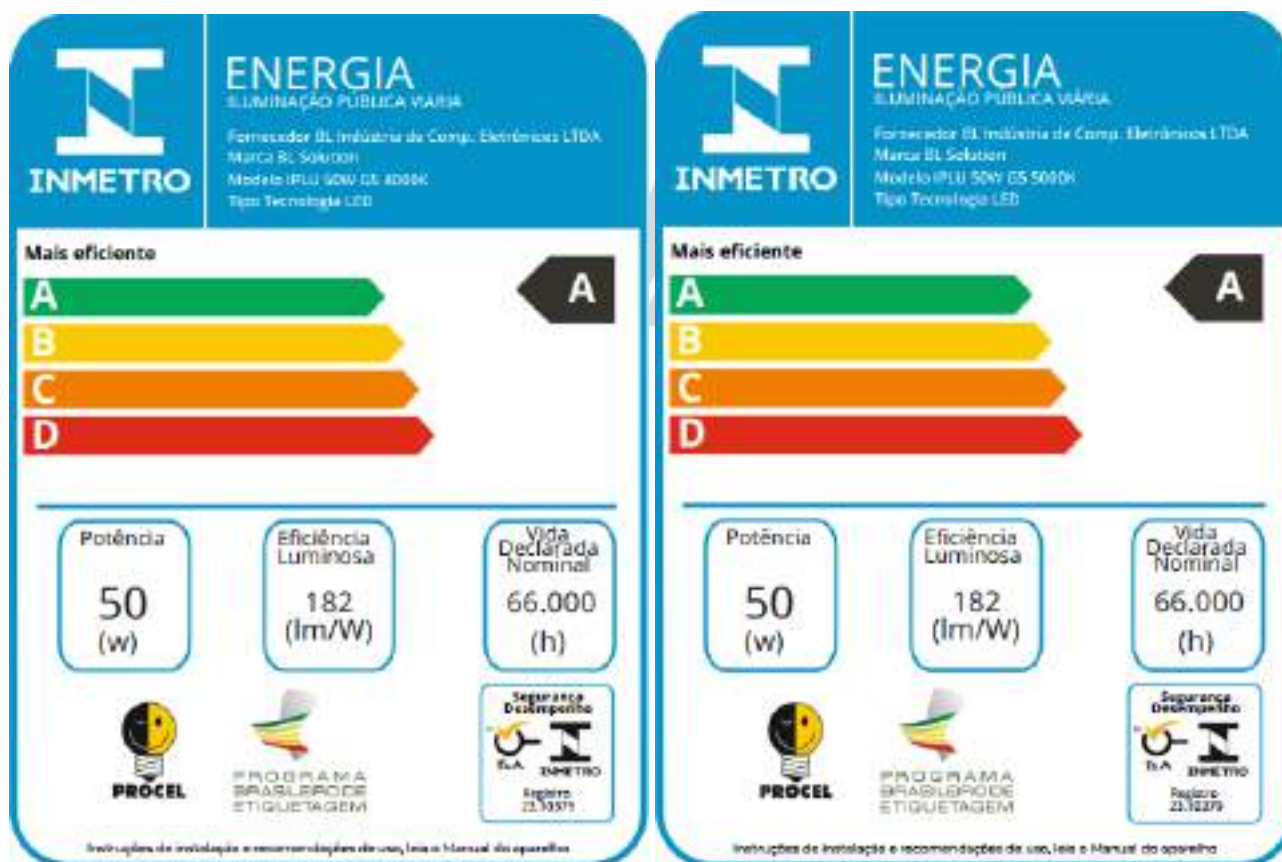 INMETRO
ENERGIA
ILUMINAÇÃO PÚBLICA VIÁRIA
Fornecedor BL Indústria de Comp. Eletrônicos LTDA
Marca BL Solution
Modelo IPLU 50W G5 4000K
Tipo Tecnologia LED
Mais eficiente
A
A
B
C
D
Potência
50
(w)
Eficiência
Luminosa
182
(lm/W)
Vida
Declarada
Nominal
66.000
(h)
PROCEL
PROGRAMA
BRASILEIRO DE
ETIQUETAGEM
Segurança
Desempenho
INMETRO
Registro
Instruções de instalação e recomendações de uso, leia o Manual do aparelho
INMETRO
ENERGIA
ILUMINAÇÃO PÚBLICA VIÁRIA
Fornecedor BL Indústria de Comp. Eletrônicos LTDA
Marca BL Solution
Modelo IPLU 50W G5 5000K
Tipo Tecnologia LED
Mais eficiente
A
A
B
C
D
Potência
50
(w)
Eficiência
Luminosa
182
(lm/W)
Vida
Declarada
Nominal
66.000
(h)
PROCEL
PROGRAMA
BRASILEIRO DE
ETIQUETAGEM
Segurança
Desempenho
INMETRO
Registro
Instruções de instalação e recomendações de uso, leia o Manual do aparelho